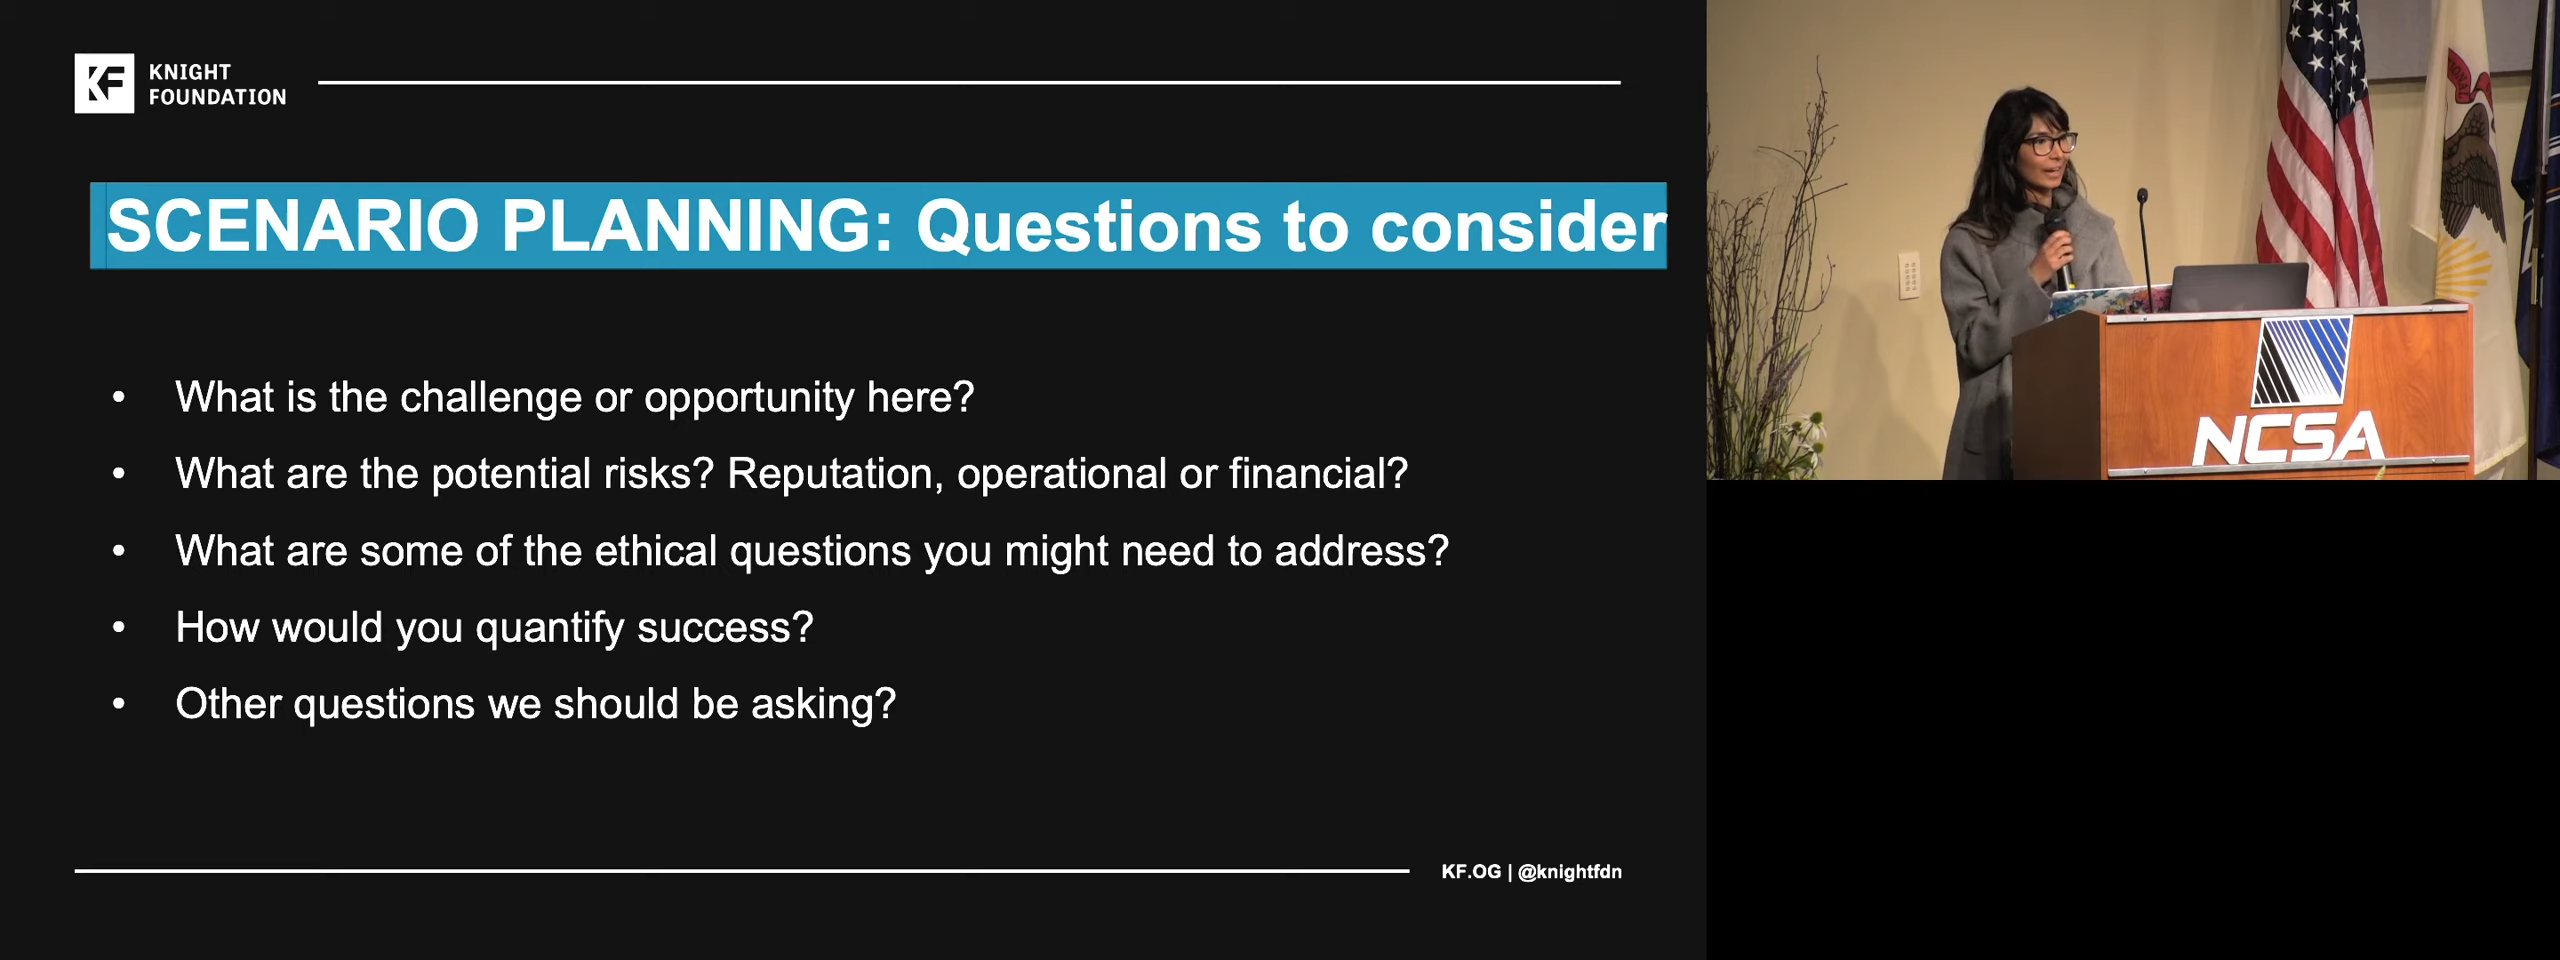 KNIGHT
FOUNDATION
SCENARIO PLANNING: Questions to consider
• What is the challenge or opportunity here?
• What are the potential risks? Reputation, operational or financial?
• What are some of the ethical questions you might need to address?
• How would you quantify success?
• Other questions we should be asking?
KF.OG | @knightfdn
NCSA